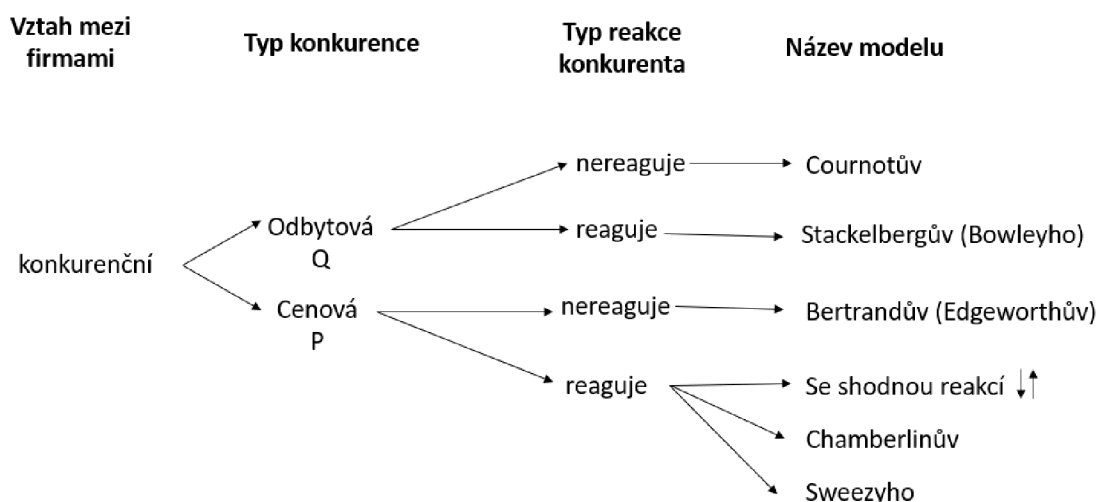 Vztah mezi
firmami
Typ konkurence
Typ reakce
konkurenta
Název modelu
konkurenční
Odbytová
Q
Cenová
P
nereaguje
Cournotův
reaguje
Stackelbergův (Bowleyho)
nereaguje
Bertrandův (Edgeworthův)
reaguje
Se shodnou reakcí ↓↑
Chamberlinův
Sweezyho